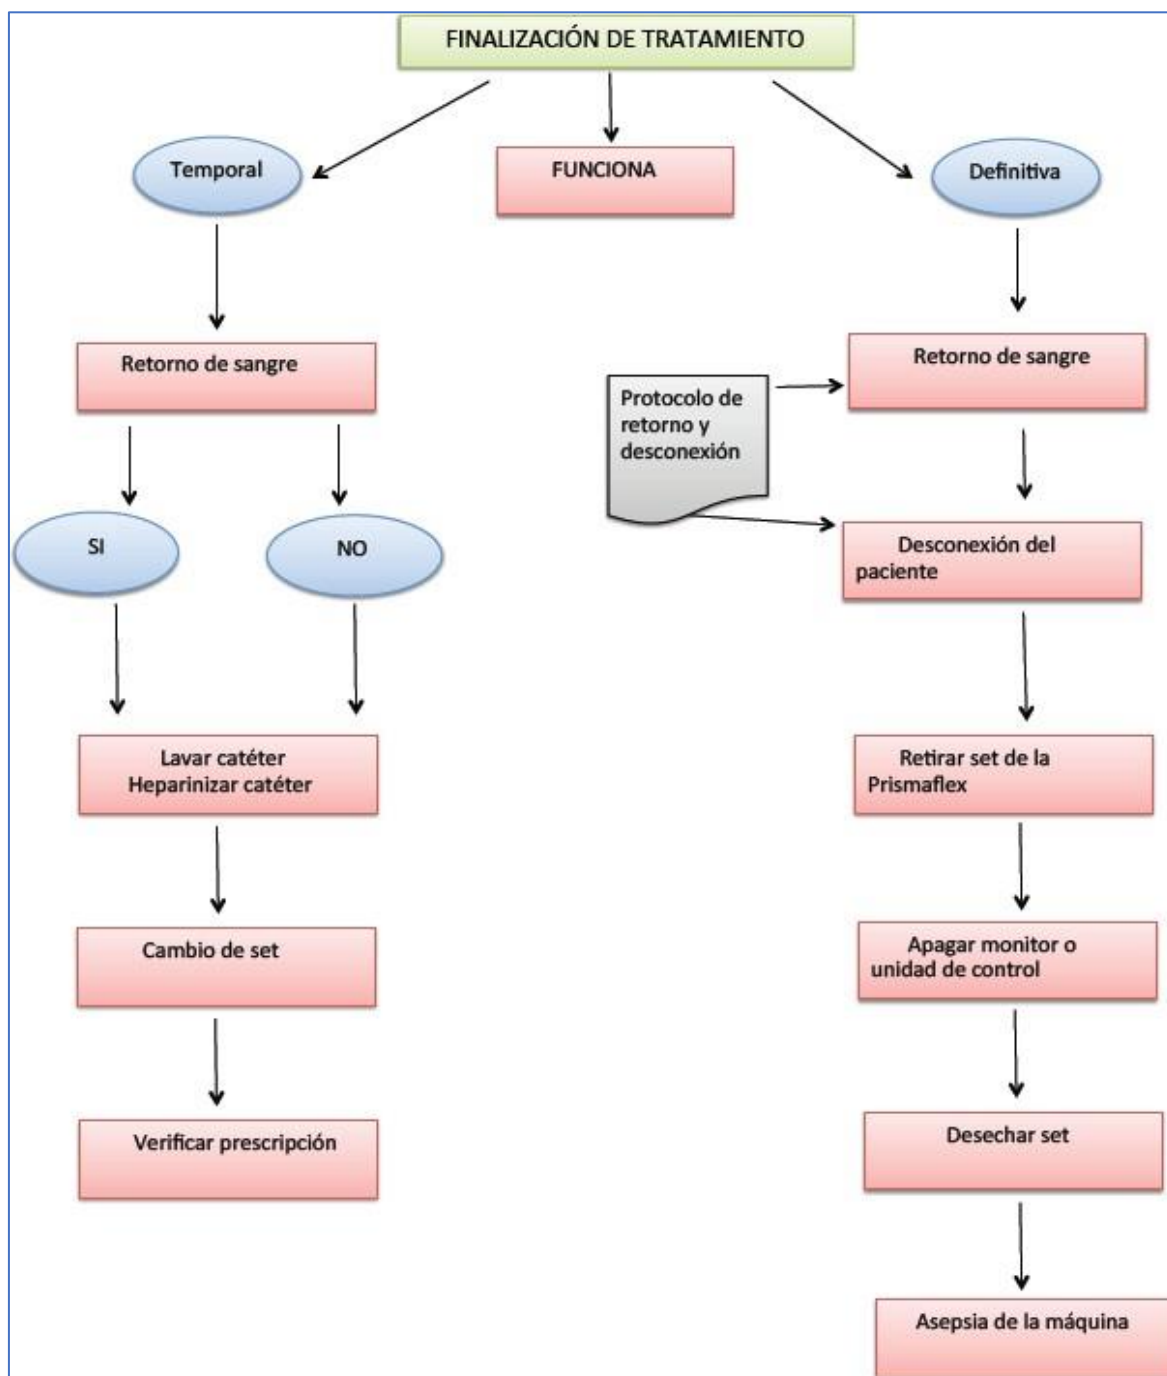 FINALIZACIÓN DE TRATAMIENTO
Temporal
FUNCIONA
Definitiva
Retorno de sangre
Retorno de sangre
Protocolo de
retorno y
desconexión
SI
NO
Desconexión del
paciente
Lavar catéter
Heparinizar catéter
Retirar set de la
Prismaflex
Cambio de set
Apagar monitor o
unidad de control
Verificar prescripción
Desechar set
Asepsia de la máquina